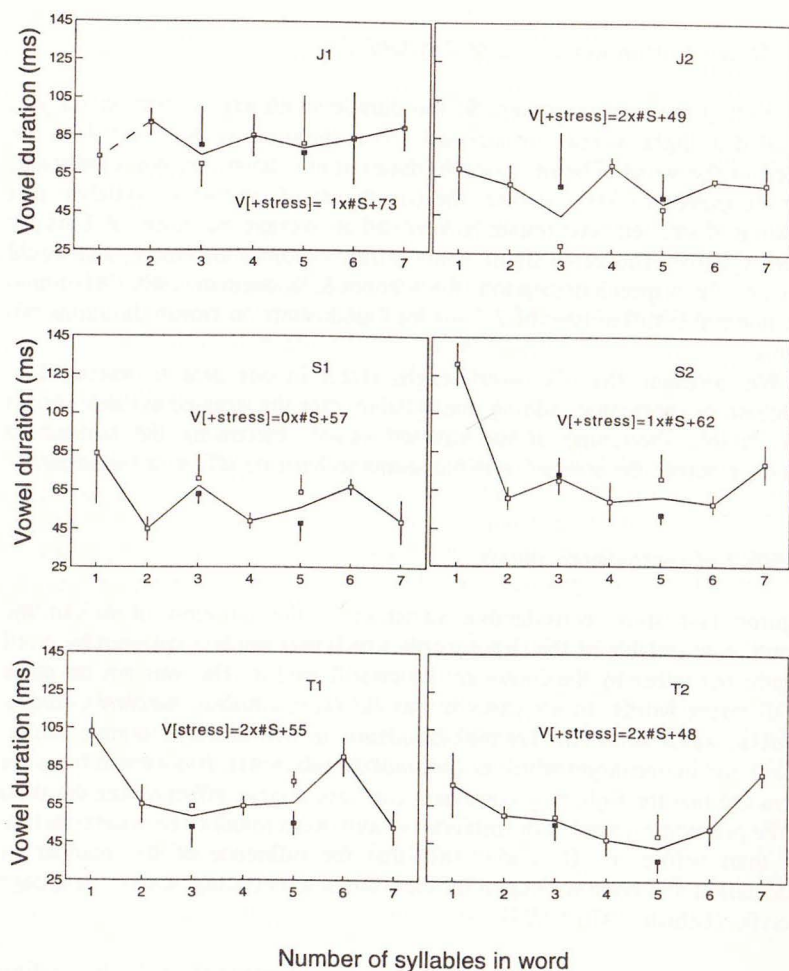 J1
J2
Vowel duration (ms)
145
125
105
85
65
45
25
V[+stress]= 1x#S+73
V[+stress]=2x#S+49
1 2 3 4 5 6 7
1 2 3 4 5 6 7
S1
S2
Vowel duration (ms)
145
125
105
85
65
45
25
V[+stress]=0x#S+57
V[+stress]=1x#S+62
1 2 3 4 5 6 7
1 2 3 4 5 6 7
T1
T2
Vowel duration (ms)
145
125
105
85
65
45
25
V[stress]=2x#S+55
V[+stress]=2x#S+48
1 2 3 4 5 6 7
1 2 3 4 5 6 7
Number of syllables in word